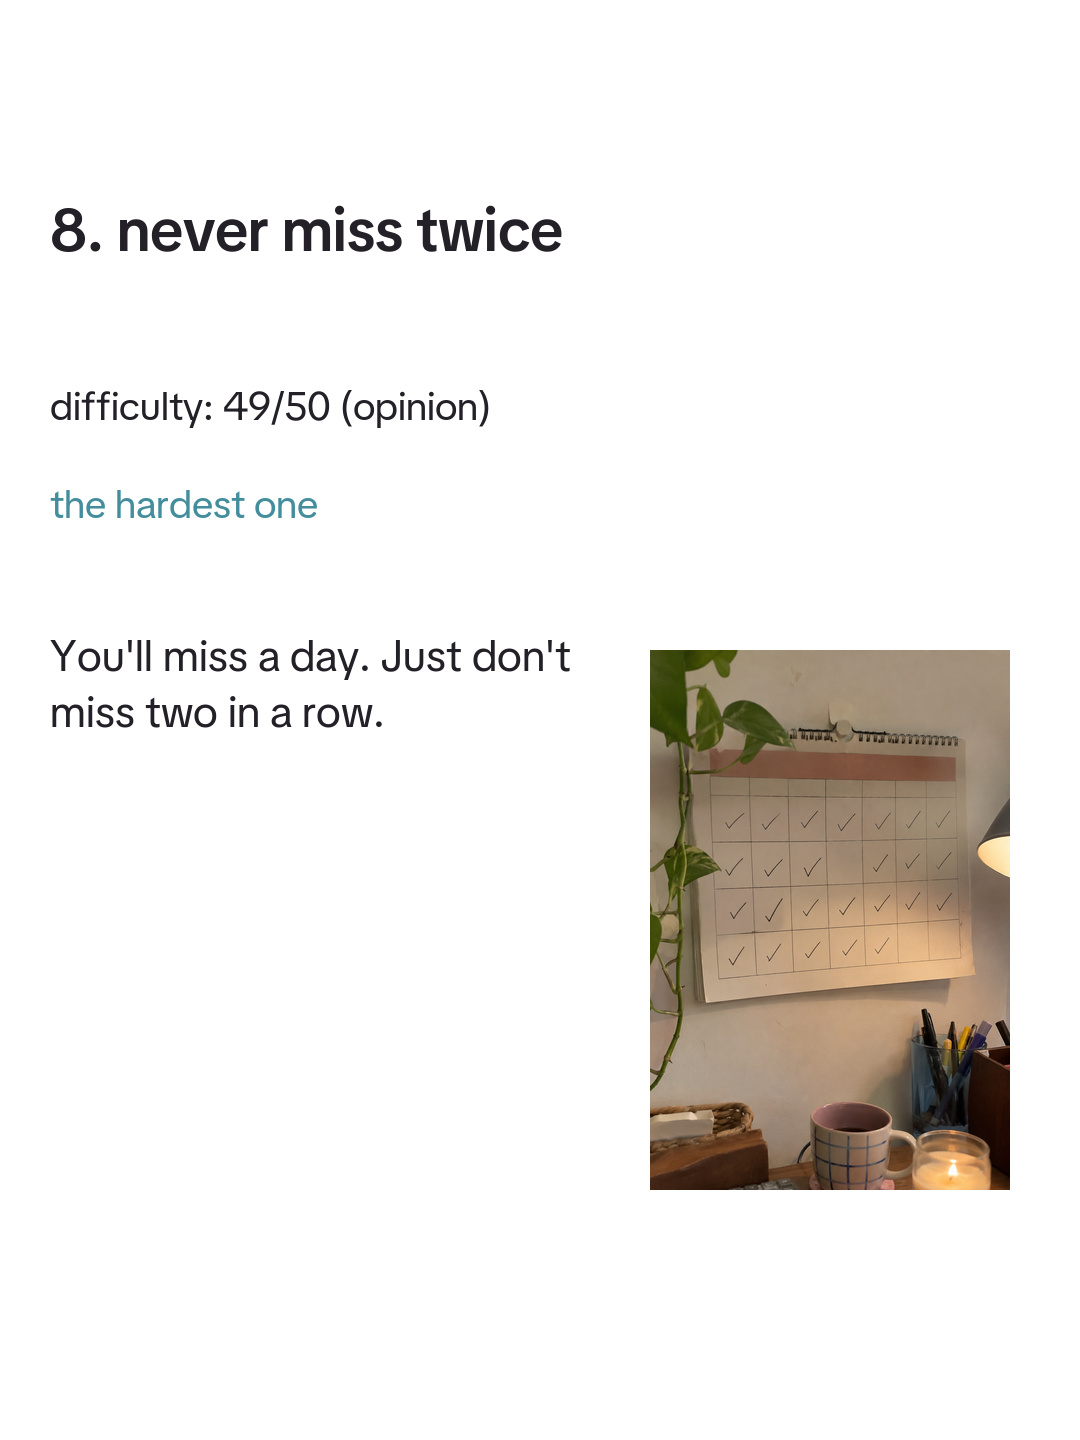 8. never miss twice
difficulty: 49/50 (opinion)
the hardest one
You'll miss a day. Just don't
miss two in a row.